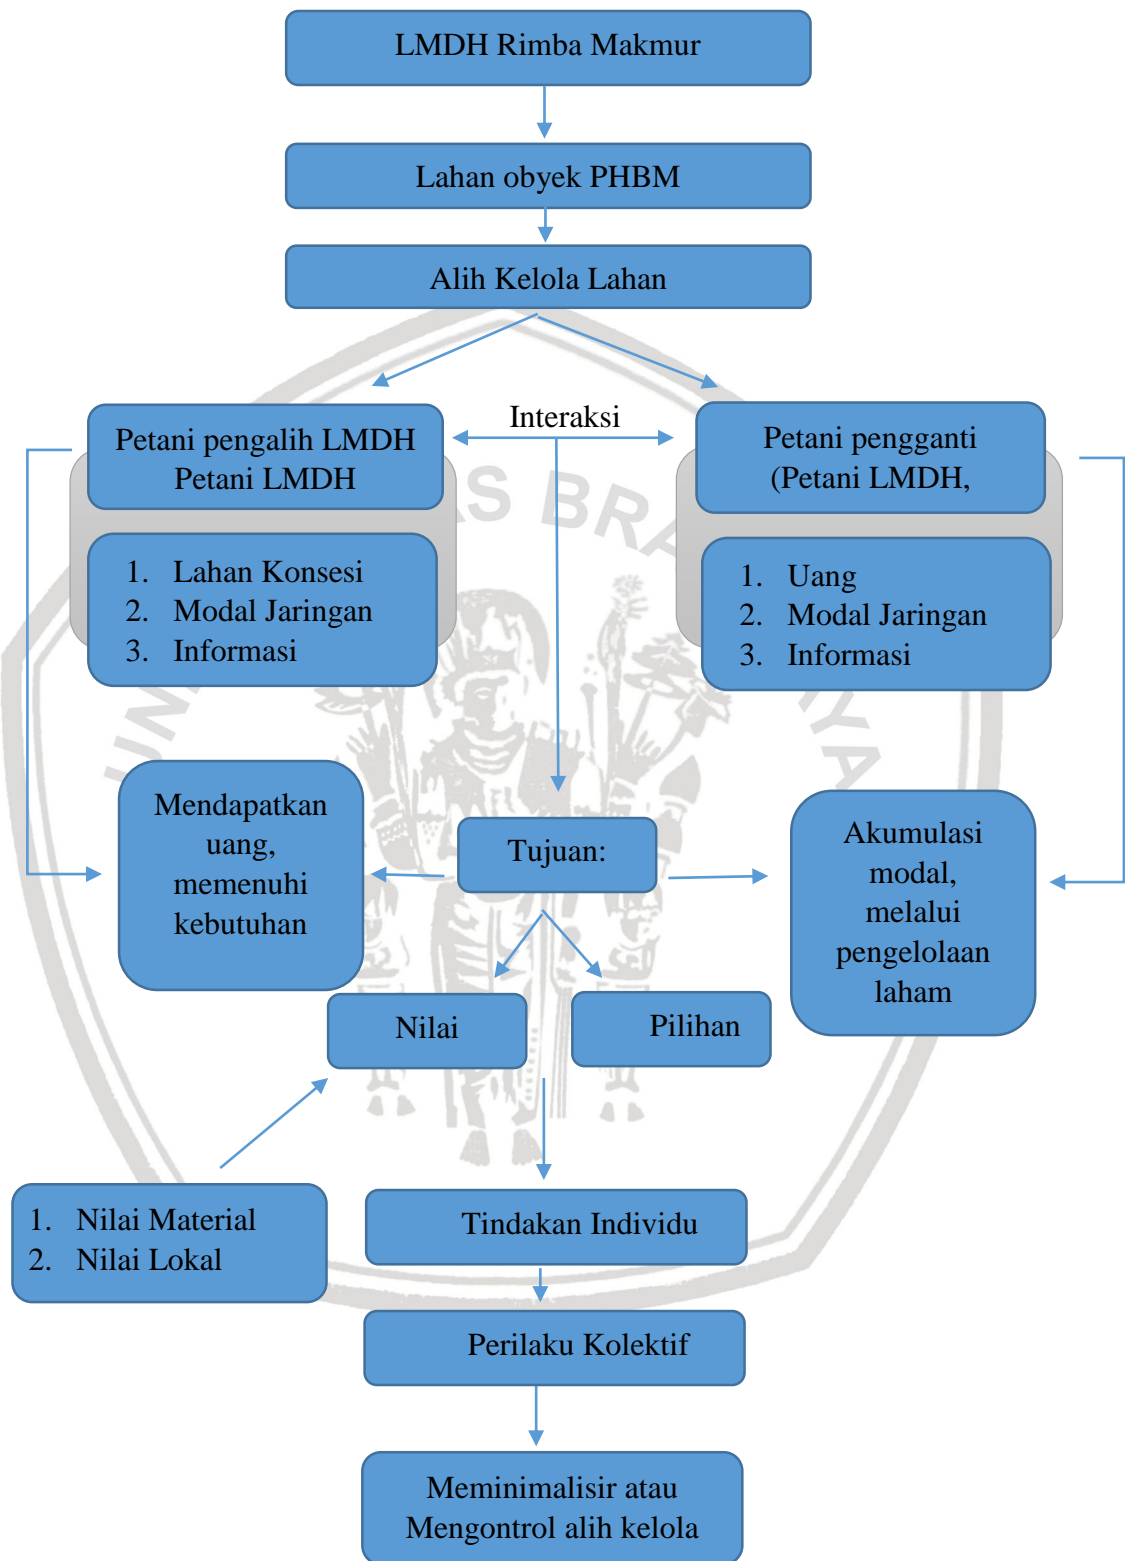 LMDH Rimba Makmur
Lahan obyek PHBM
Alih Kelola Lahan
Interaksi
Petani pengalih LMDH
Petani LMDH
Petani pengganti
(Petani LMDH,
1. Lahan Konsesi
2. Modal Jaringan
3. Informasi
1. Uang
2. Modal Jaringan
3. Informasi
Mendapatkan
uang,
memenuhi
kebutuhan
Tujuan:
Akumulasi
modal,
melalui
pengelolaan
laham
Nilai
Pilihan
1. Nilai Material
2. Nilai Lokal
Tindakan Individu
Perilaku Kolektif
Meminimalisir atau
Mengontrol alih kelola